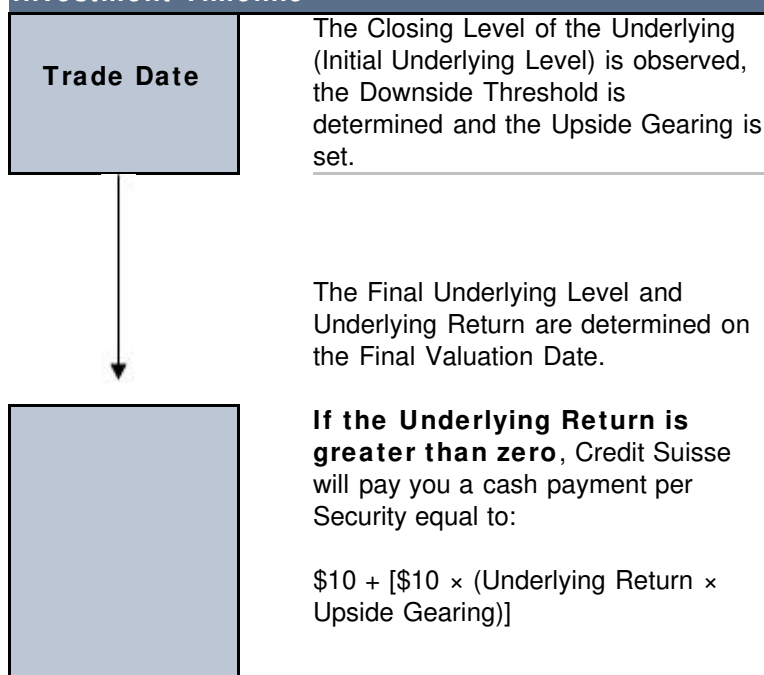 Trade Date
The Closing Level of the Underlying
(Initial Underlying Level) is observed,
the Downside Threshold is
determined and the Upside Gearing is
set.
The Final Underlying Level and
Underlying Return are determined on
the Final Valuation Date.
If the Underlying Return is
greater than zero, Credit Suisse
will pay you a cash payment per
Security equal to:
$10 + [$10 × (Underlying Return ×
Upside Gearing)]